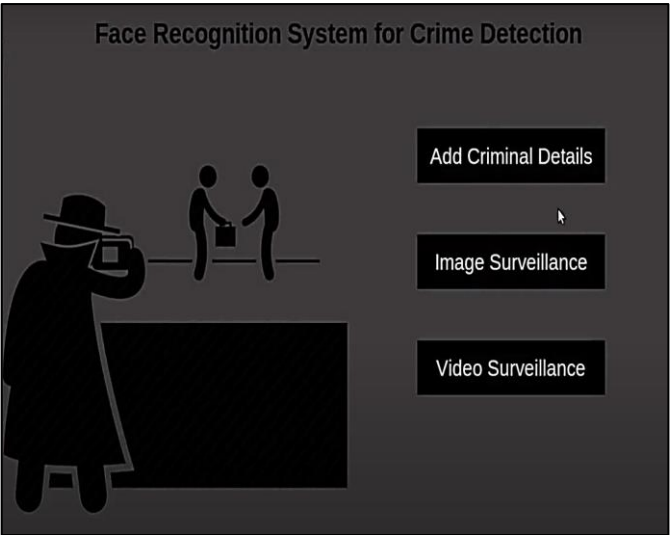 Face Recognition System for Crime Detection
Add Criminal Details
Image Surveillance
Video Surveillance